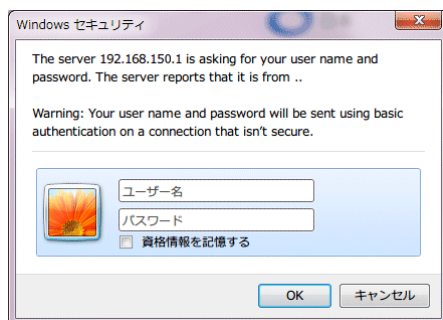 Windows セキュリティ
The server 192.168.150.1 is asking for your user name and
password. The server reports that it is from ..
Warning: Your user name and password will be sent using basic
authentication on a connection that isn't secure.
ユーザー名
パスワード
資格情報を記憶する
OK
キャンセル